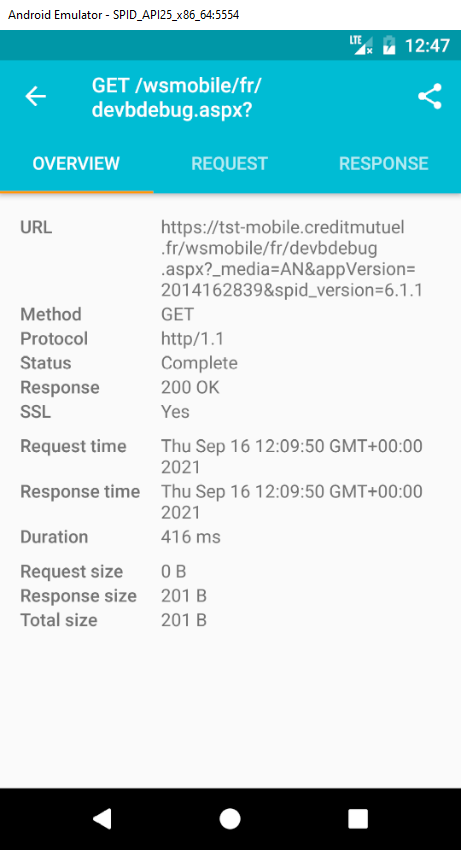 Android Emulator - SPID_API25_x86_64:5554
LTE 12:47
GET /wsmobile/fr/
devbdebug.aspx?
OVERVIEW REQUEST RESPONSE
URL https://tst-mobile.creditmutuel
.fr/wsmobile/fr/devbdebug
.aspx?_media=AN&appVersion=
2014162839&spid_version=6.1.1
Method GET
Protocol http/1.1
Status Complete
Response 200 OK
SSL Yes
Request time Thu Sep 16 12:09:50 GMT+00:00
2021
Response time Thu Sep 16 12:09:50 GMT+00:00
2021
Duration 416 ms
Request size 0 B
Response size 201 B
Total size 201 B